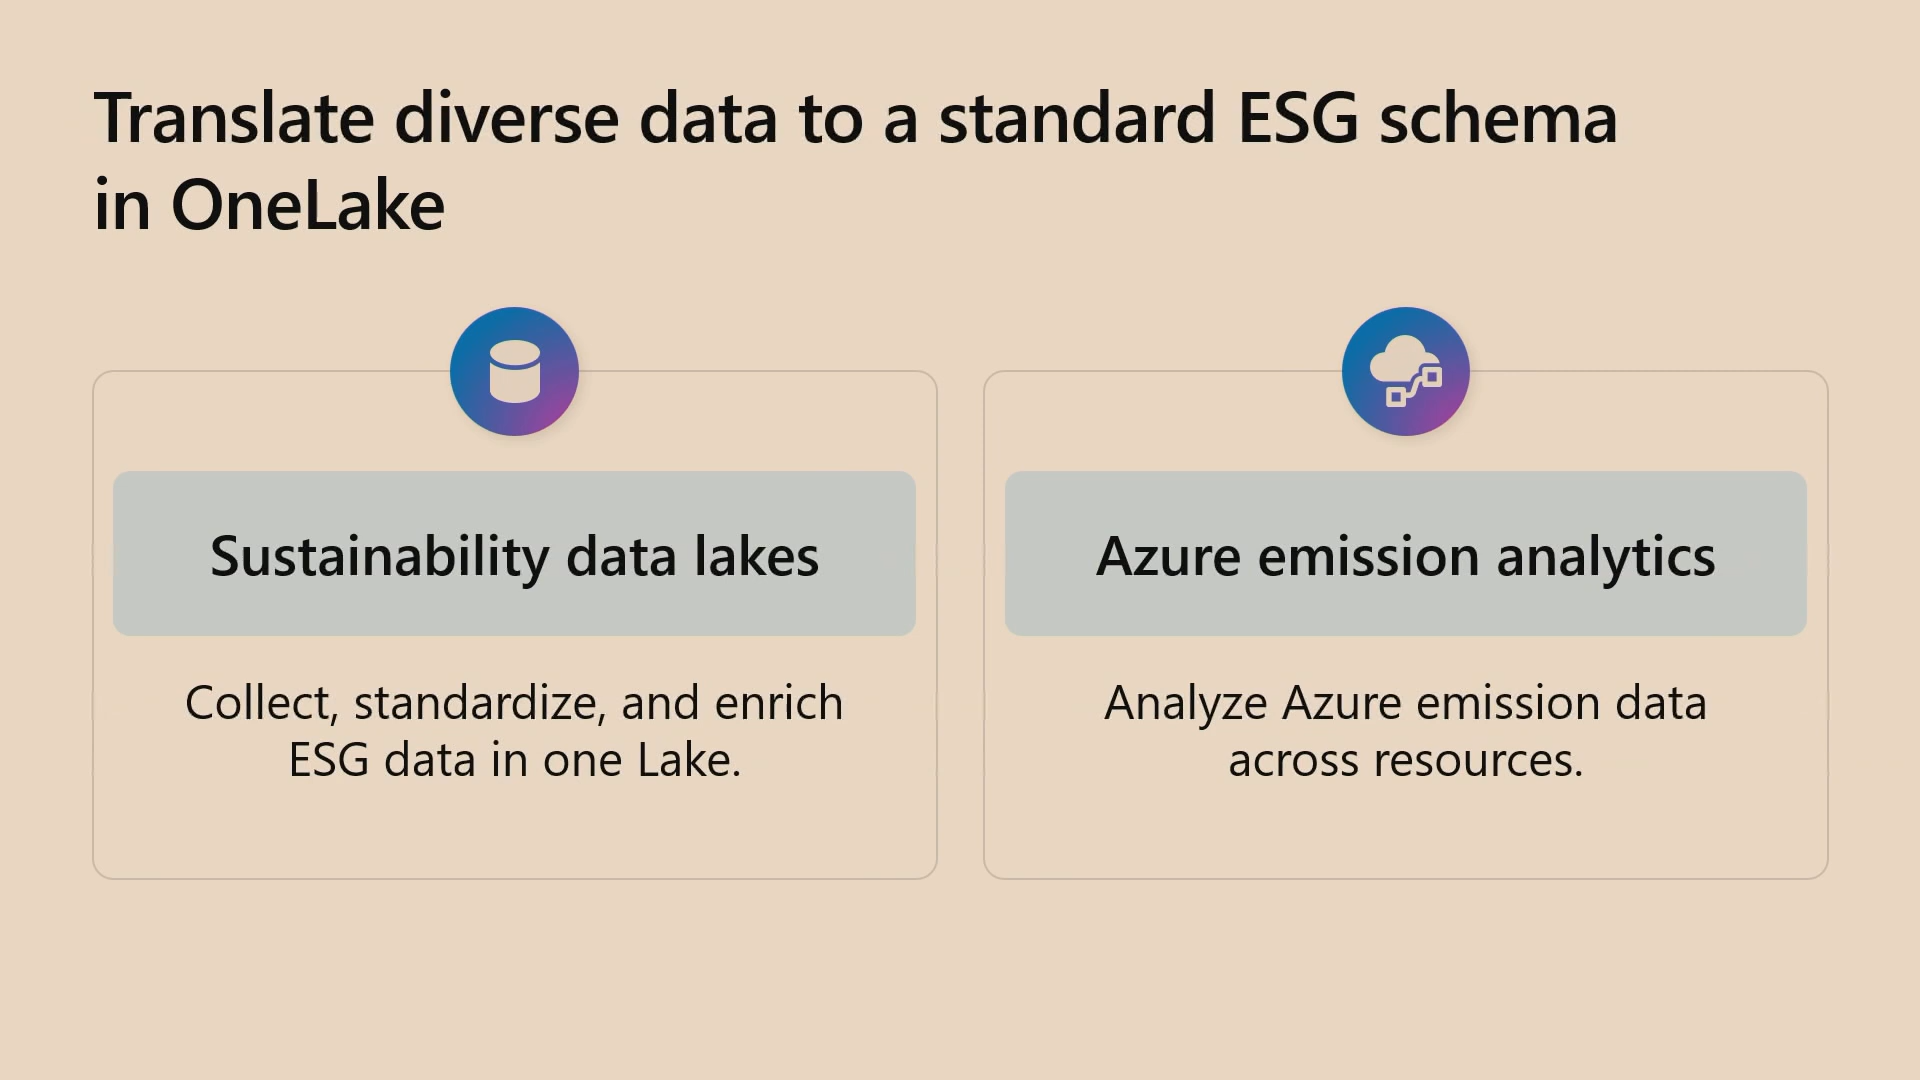 Translate diverse data to a standard ESG schema
in OneLake
Sustainability data lakes
Collect, standardize, and enrich
ESG data in one Lake.
Azure emission analytics
Analyze Azure emission data
across resources.